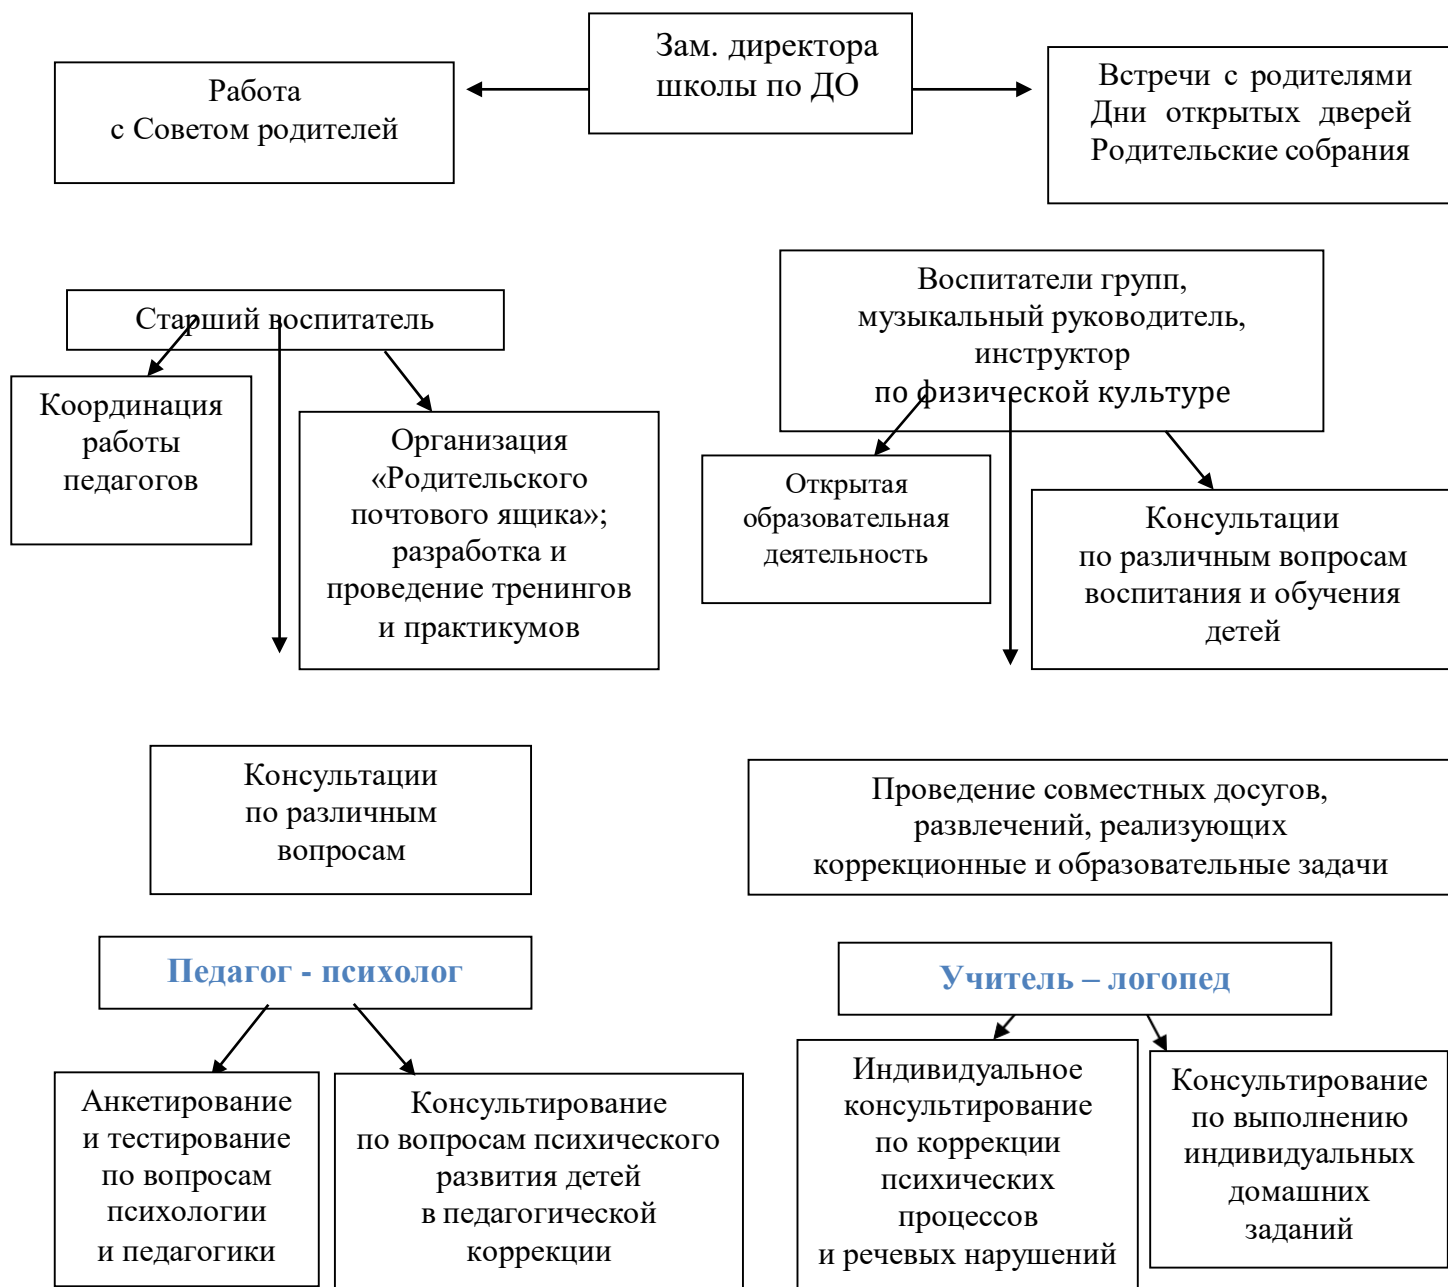 Зам. директора
школы по ДО
Работа
с Советом родителей
Встречи с родителями
Дни открытых дверей
Родительские собрания
Старший воспитатель
Воспитатели групп,
музыкальный руководитель,
инструктор
по физической культуре
Координация
работы
педагогов
Организация
«Родительского
почтового ящика»;
разработка и
проведение тренингов
и практикумов
Открытая
образовательная
деятельность
Консультации
по различным вопросам
воспитания и обучения
детей
Консультации
по различным
вопросам
Проведение совместных досугов,
развлечений, реализующих
коррекционные и образовательные задачи
Педагог - психолог
Учитель – логопед
Анкетирование
и тестирование
по вопросам
психологии
и педагогики
Консультирование
по вопросам психического
развития детей
в педагогической
коррекции
Индивидуальное
консультирование
по коррекции
психических
процессов
и речевых нарушений
Консультирование
по выполнению
индивидуальных
домашних
заданий